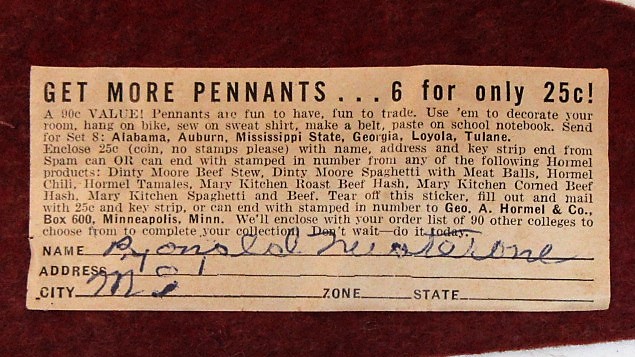 GET MORE PENNANTS . . . 6 for only 25c!
A 90c VALUE! Pennants are fun to have, fun to trade. Use 'em to decorate your
room, hang on bike, sew on sweat shirt, make a belt, paste on school notebook. Send
for Set 8: Alabama, Auburn, Mississippi State, Georgia, Loyola, Tulane.
Enclose 25c (coin, no stamps please) with name, address and key strip end from
Spam can OR can end with stamped in number from any of the following Hormel
products: Dinty Moore Beef Stew, Dinty Moore Spaghetti with Meat Balls, Hormel
Chili, Hormel Tamales, Mary Kitchen Roast Beef Hash, Mary Kitchen Corned Beef
Hash, Mary Kitchen Spaghetti and Beef. Tear off this sticker, fill out and mail
with 25c and key strip, or can end with stamped in number to Geo. A. Hormel & Co.,
Box 600, Minneapolis, Minn. We'll enclose with your order list of 90 other colleges to
choose from to complete your collection! Don't wait—do it today.
NAME
ADDRESS
CITY ZONE STATE